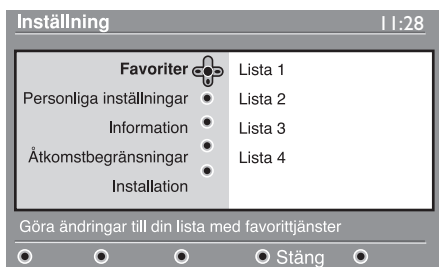 Inställning 11:28
Favoriter Lista 1
Personliga inställningar Lista 2
Information Lista 3
Åtkomstbegränsningar Lista 4
Installation
Göra ändringar till din lista med favorittjänster
Stäng